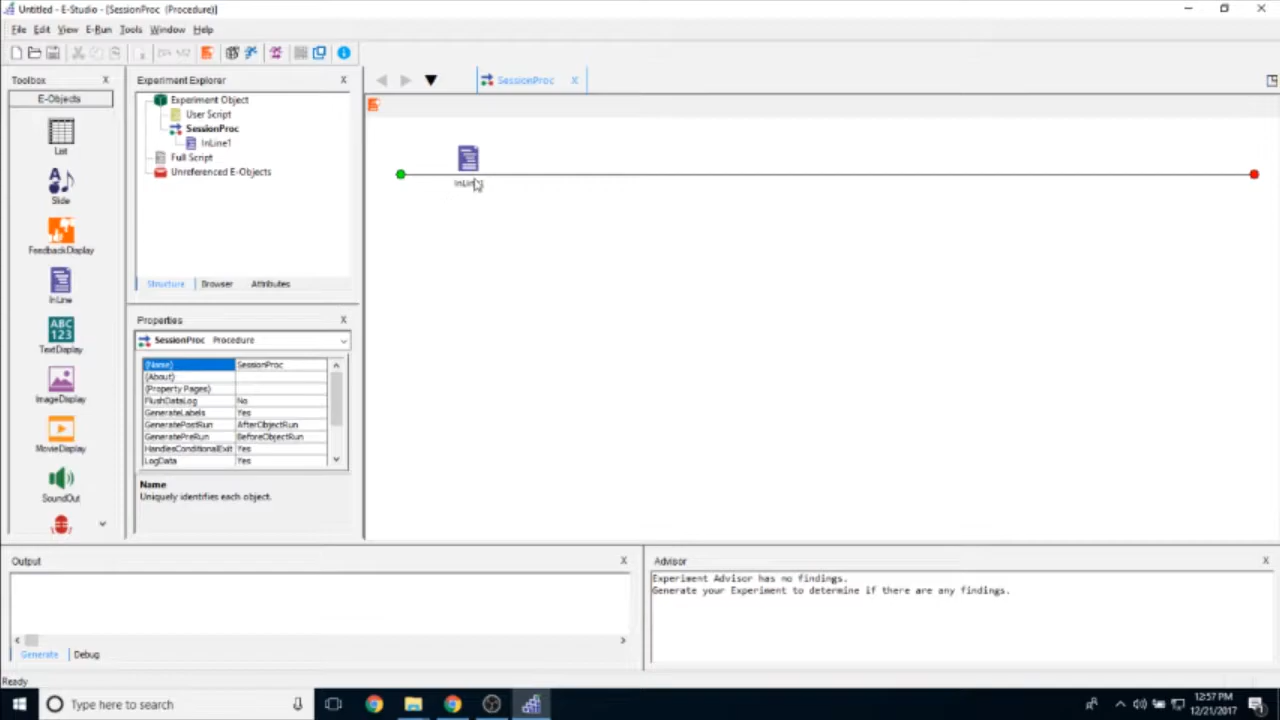 Untitled - E-Studio - [SessionProc (Procedure)]
File Edit View E-Run Tools Window Help
Toolbox
E-Objects
List
Slide
FeedbackDisplay
InLine
ABC
123
TextDisplay
ImageDisplay
MovieDisplay
SoundOut
Experiment Explorer
Experiment Object
User Script
SessionProc
InLine1
Full Script
Unreferenced E-Objects
Structure Browser Attributes
Properties
SessionProc Procedure
(Name) SessionProc
(About)
(Property Pages)
FlushDataLog No
GenerateLabels Yes
GeneratePostRun AfterObjectRun
GeneratePreRun BeforeObjectRun
HandlesConditionalExit Yes
LogData Yes
Name
Uniquely identifies each object.
SessionProc
InLine1
Output
Generate Debug
Advisor
Experiment Advisor has no findings.
Generate your Experiment to determine if there are any findings.
Ready
Type here to search
12:57 PM
12/21/2017